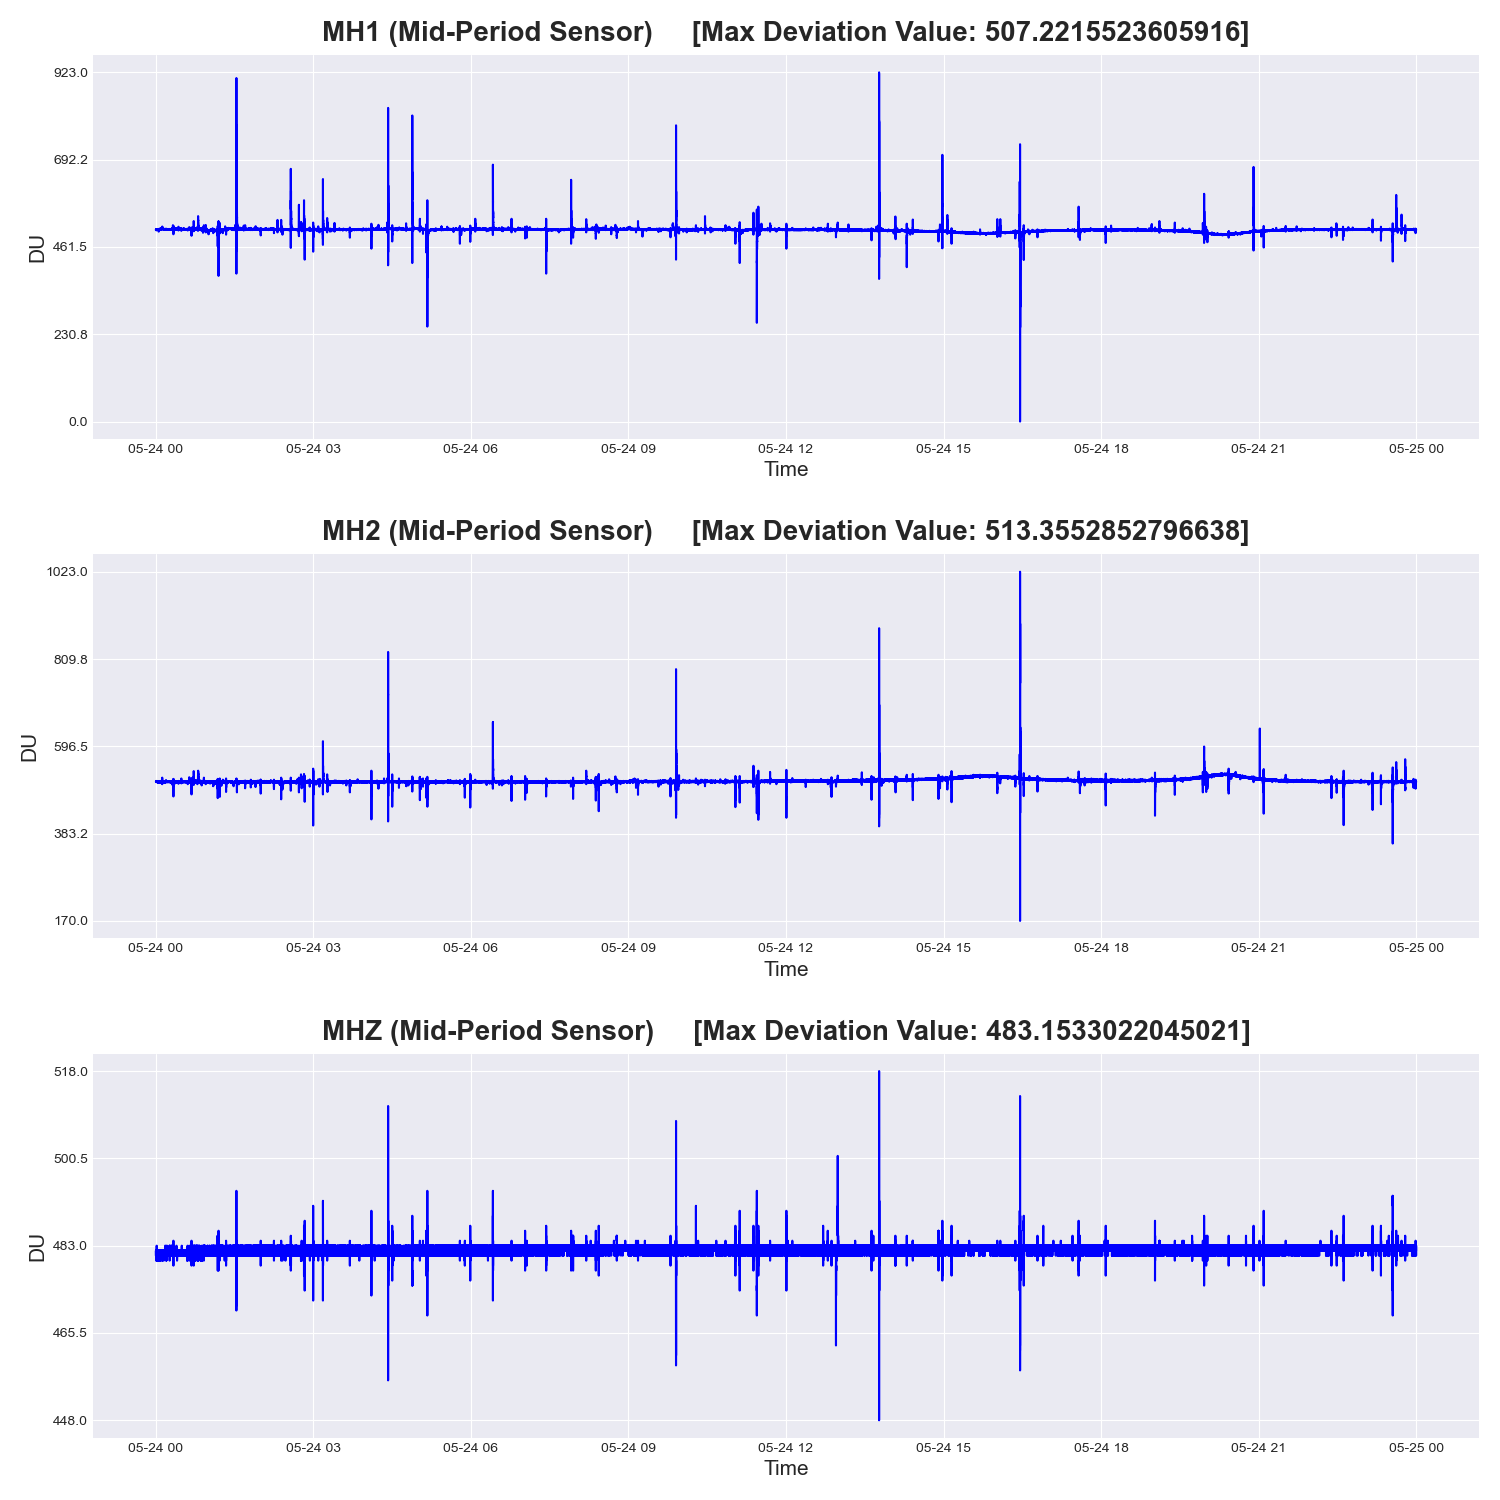 MH1 (Mid-Period Sensor) [Max Deviation Value: 507.2215523605916]
923.0
692.2
461.5
230.8
0.0
DU
05-24 00 05-24 03 05-24 06 05-24 09 05-24 12 05-24 15 05-24 18 05-24 21 05-25 00
Time
MH2 (Mid-Period Sensor) [Max Deviation Value: 513.3552852796638]
1023.0
809.8
596.5
383.2
170.0
DU
05-24 00 05-24 03 05-24 06 05-24 09 05-24 12 05-24 15 05-24 18 05-24 21 05-25 00
Time
MHZ (Mid-Period Sensor) [Max Deviation Value: 483.1533022045021]
518.0
500.5
483.0
465.5
448.0
DU
05-24 00 05-24 03 05-24 06 05-24 09 05-24 12 05-24 15 05-24 18 05-24 21 05-25 00
Time